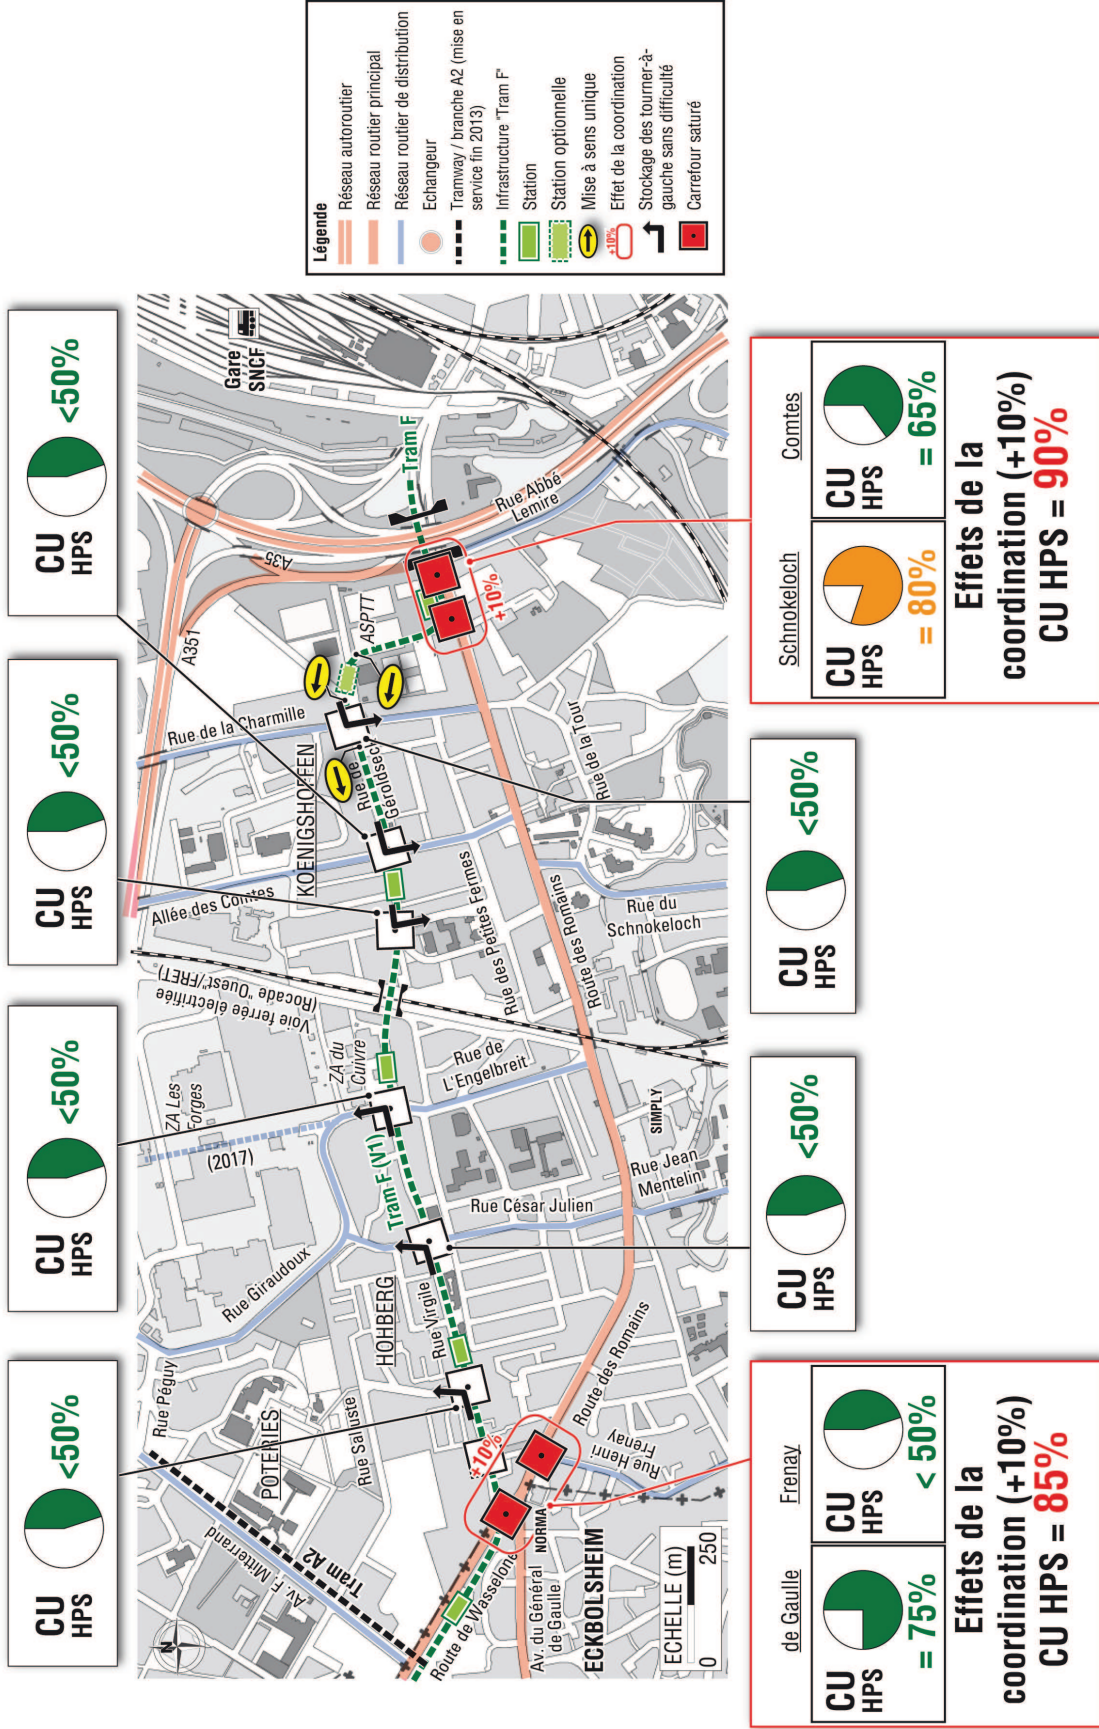 CU
HPS
<50%
CU
HPS
<50%
CU
HPS
<50%
CU
HPS
<50%
N
Rue Péguy
Av. F. Mitterrand
Tram A2
POTERIES
Rue Saluste
Rue Giraudoux
HOHBERG
Rue Virgile
Tram F (V1)
(2017)
ZA Les
Forges
ZA du
Cuivre
Voie ferrée électrifiée
(Rocade "Ouest/FRET)
Allée des Comtes
KOENIGSHOFFEN
Rue de la Charmille
Rue de
Geroldseck
ASPTT
A351
A35
Gare
SNCF
Tram F
Rue Abbé
Lemire
+10%
Rue de la Tour
Rue des Petites Fermes
Route des Romains
Rue du
Schnokeloch
Rue de
L'Engelbreit
SIMPLY
Rue César Julien
Rue Jean
Mentelin
Route des Romains
Rue Henri
Frenay
+10%
NORMA
Route de Wasselone
Av. du Général
de Gaulle
ECKBOLSHEIM
ECHELLE (m)
0 250
Légende
Réseau autoroutier
Réseau routier principal
Réseau routier de distribution
Echangeur
Tramway / branche A2 (mise en
service fin 2013)
Infrastructure "Tram F"
Station
Station optionnelle
Mise à sens unique
+10%
Effet de la coordination
Stockage des tourner-à-
gauche sans difficulté
Carrefour saturé
de Gaulle
CU
HPS
= 75%
Frenay
CU
HPS
< 50%
Effets de la
coordination (+10%)
CU HPS = 85%
CU
HPS
<50%
CU
HPS
<50%
Schnokeloch
CU
HPS
= 80%
Comtes
CU
HPS
= 65%
Effets de la
coordination (+10%)
CU HPS = 90%